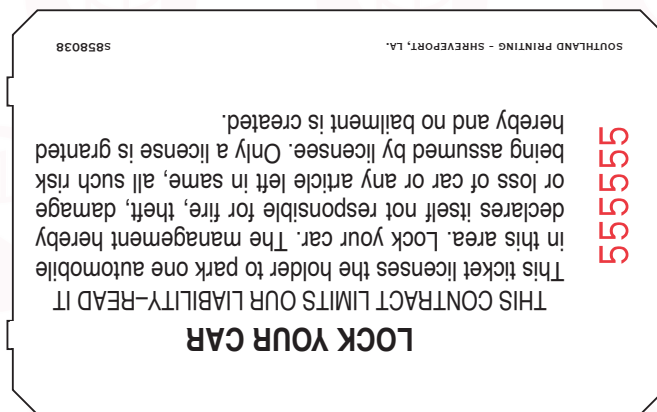 LOCK YOUR CAR
THIS CONTRACT LIMITS OUR LIABILITY–READ IT
This ticket licenses the holder to park one automobile
in this area. Lock your car. The management hereby
declares itself not responsible for fire, theft, damage
or loss of car or any article left in same, all such risk
being assumed by licensee. Only a license is granted
hereby and no bailment is created.
555555
SOUTHLAND PRINTING - SHREVEPORT, LA.
S858038